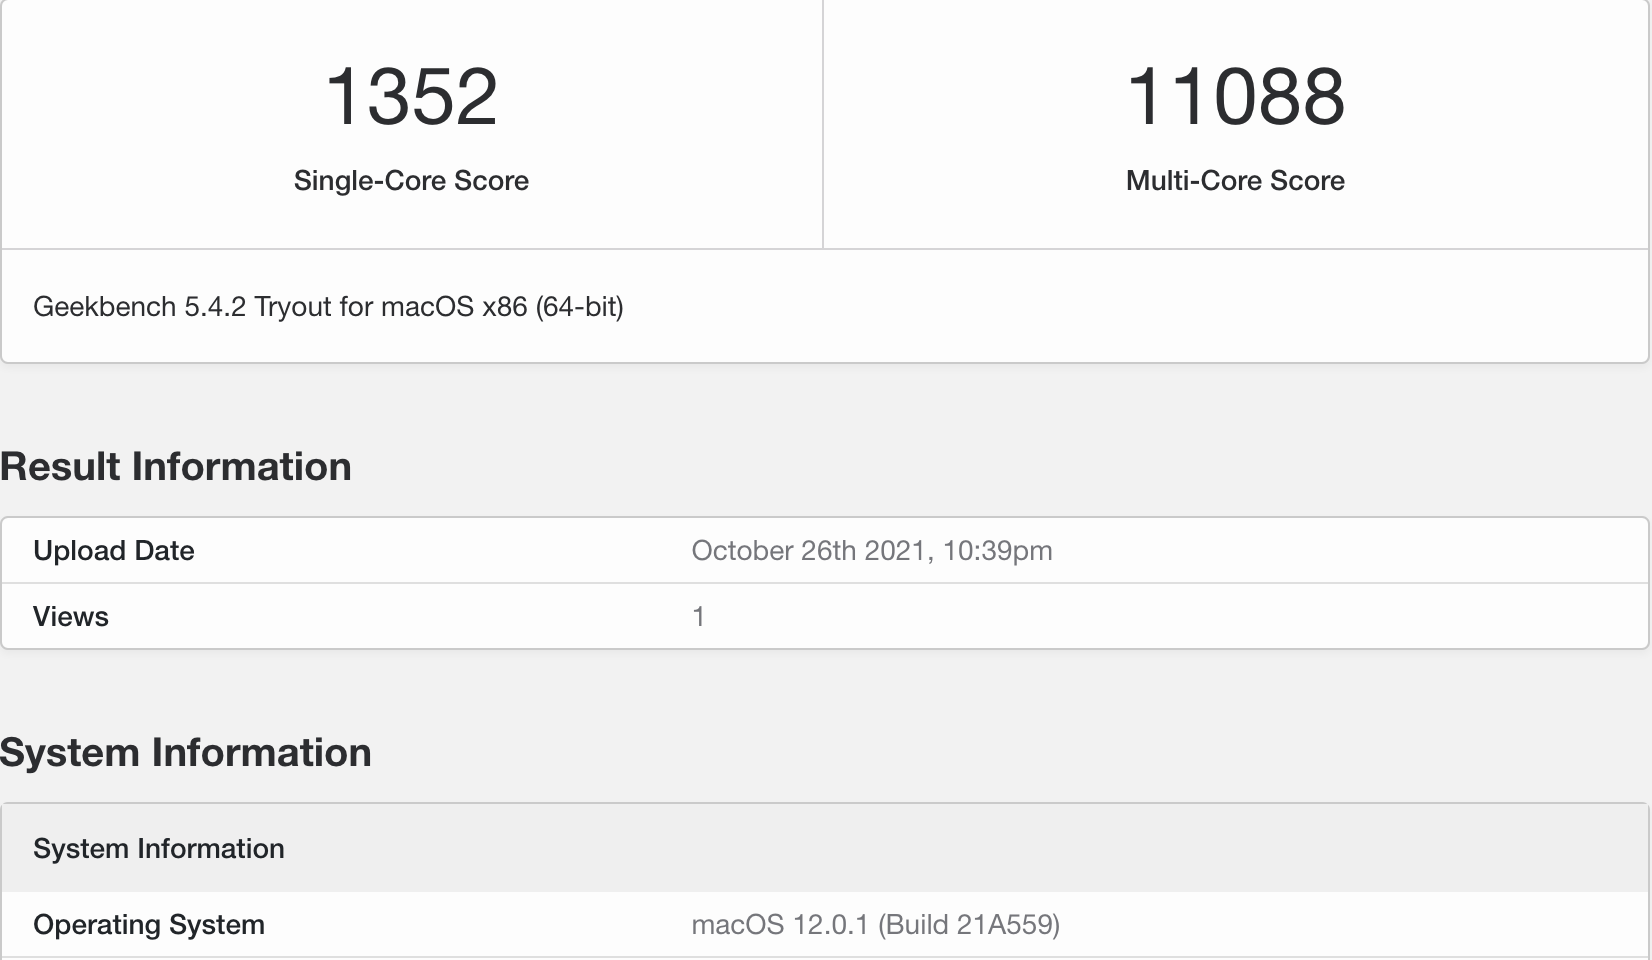 1352
11088
Single-Core Score
Multi-Core Score
Geekbench 5.4.2 Tryout for macOS x86 (64-bit)
Result Information
Upload Date October 26th 2021, 10:39pm
Views 1
System Information
System Information
Operating System macOS 12.0.1 (Build 21A559)